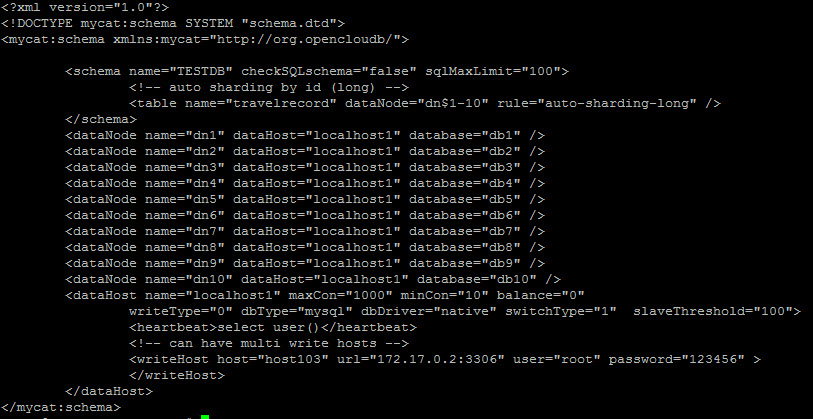 <?xml version="1.0"?>
<!DOCTYPE mycat:schema SYSTEM "schema.dtd">
<mycat:schema xmlns:mycat="http://org.opencloudb/">
<schema name="TESTDB" checkSQLschema="false" sqlMaxLimit="100">
<!-- auto sharding by id (long) -->
<table name="travelrecord" dataNode="dn$1-10" rule="auto-sharding-long" />
</schema>
<dataNode name="dn1" dataHost="localhost1" database="db1" />
<dataNode name="dn2" dataHost="localhost1" database="db2" />
<dataNode name="dn3" dataHost="localhost1" database="db3" />
<dataNode name="dn4" dataHost="localhost1" database="db4" />
<dataNode name="dn5" dataHost="localhost1" database="db5" />
<dataNode name="dn6" dataHost="localhost1" database="db6" />
<dataNode name="dn7" dataHost="localhost1" database="db7" />
<dataNode name="dn8" dataHost="localhost1" database="db8" />
<dataNode name="dn9" dataHost="localhost1" database="db9" />
<dataNode name="dn10" dataHost="localhost1" database="db10" />
<dataHost name="localhost1" maxCon="1000" minCon="10" balance="0"
writeType="0" dbType="mysql" dbDriver="native" switchType="1"  slaveThreshold="100">
<heartbeat>select user()</heartbeat>
<!-- can have multi write hosts -->
<writeHost host="host103" url="172.17.0.2:3306" user="root" password="123456" >
</writeHost>
</dataHost>
</mycat:schema>